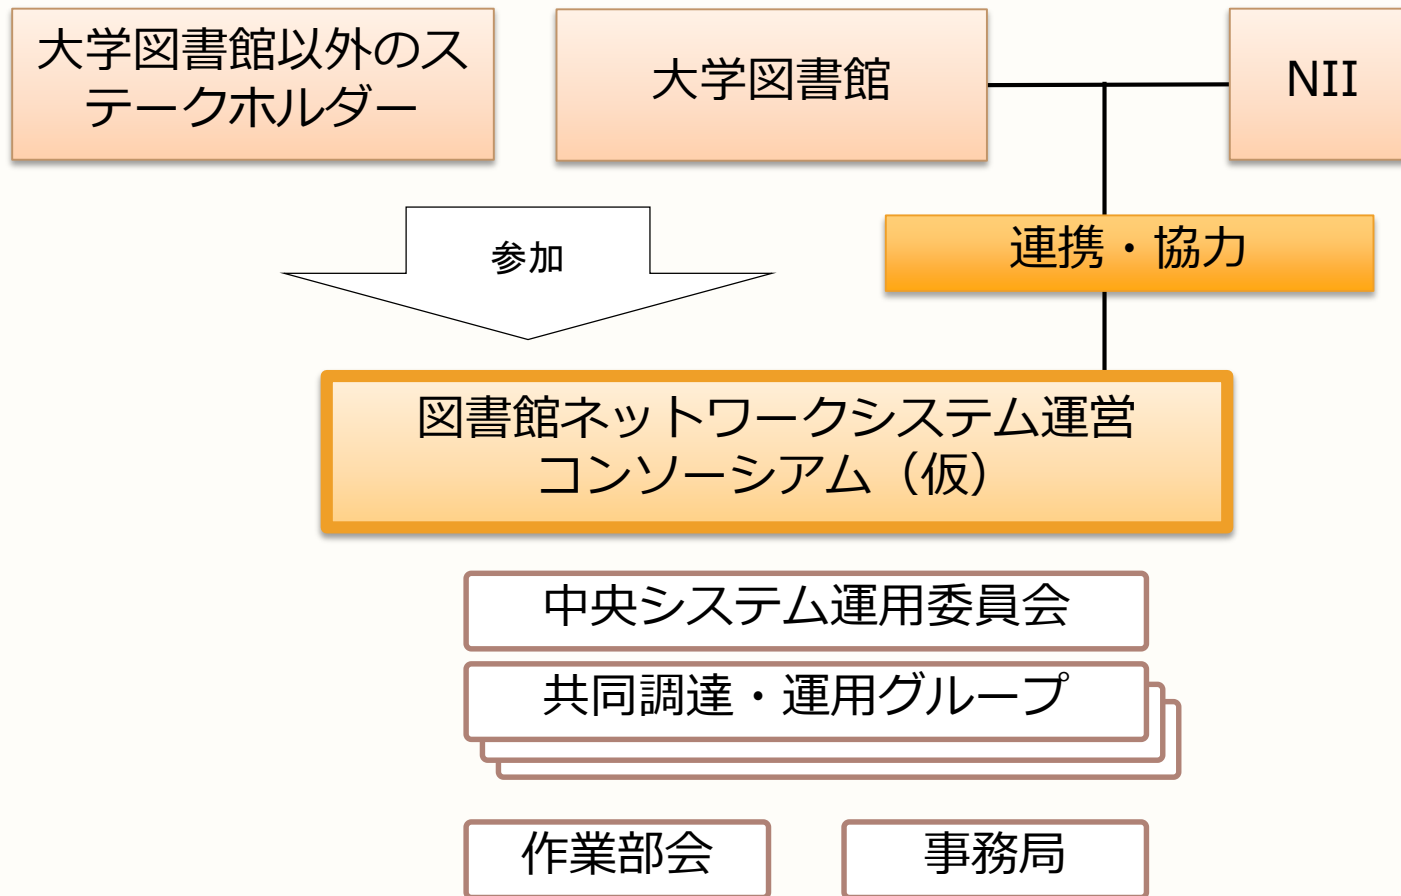 大学図書館以外のス
テークホルダー
大学図書館
NII
参加
連携・協力
図書館ネットワークシステム運営
コンソーシアム（仮）
中央システム運用委員会
共同調達・運用グループ
作業部会
事務局